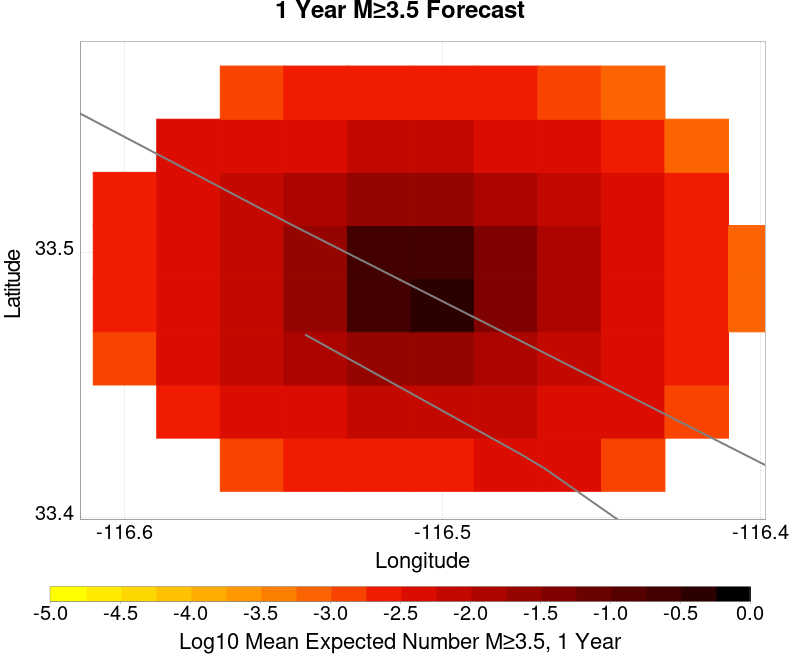 1 Year M≥3.5 Forecast
Latitude
33.5
33.4
-116.6 -116.5 -116.4
Longitude
-5.0 -4.5 -4.0 -3.5 -3.0 -2.5 -2.0 -1.5 -1.0 -0.5 0.0
Log10 Mean Expected Number M≥3.5, 1 Year